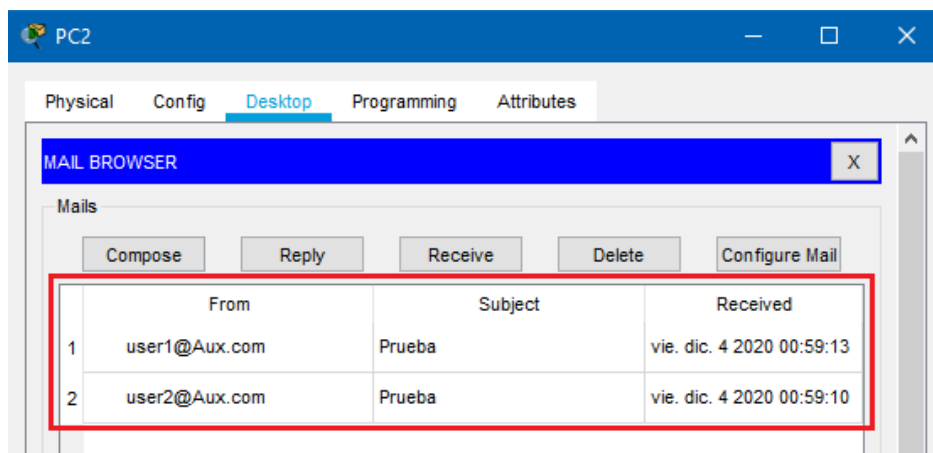 PC2
Physical Config Desktop Programming Attributes
MAIL BROWSER X
Mails
Compose Reply Receive Delete Configure Mail
From Subject Received
1 user1@Aux.com Prueba vie. dic. 4 2020 00:59:13
2 user2@Aux.com Prueba vie. dic. 4 2020 00:59:10